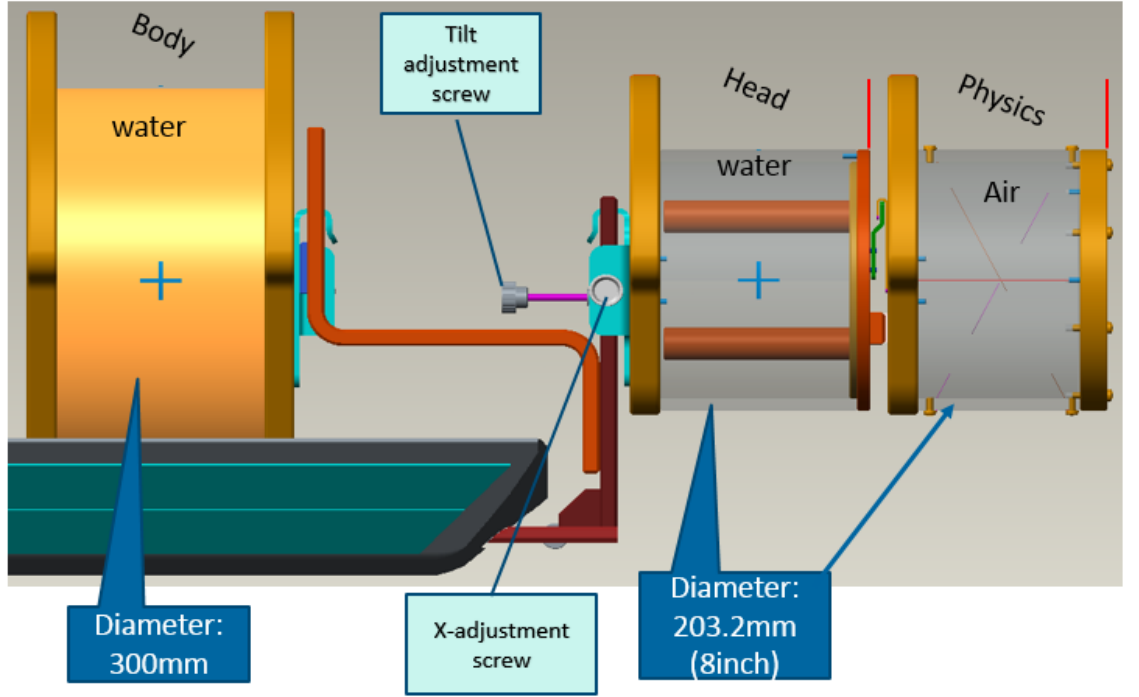 Body
water
Tilt
adjustment
screw
Head
water
Physics
Air
Diameter:
300mm
X-adjustment
screw
Diameter:
203.2mm
(8inch)